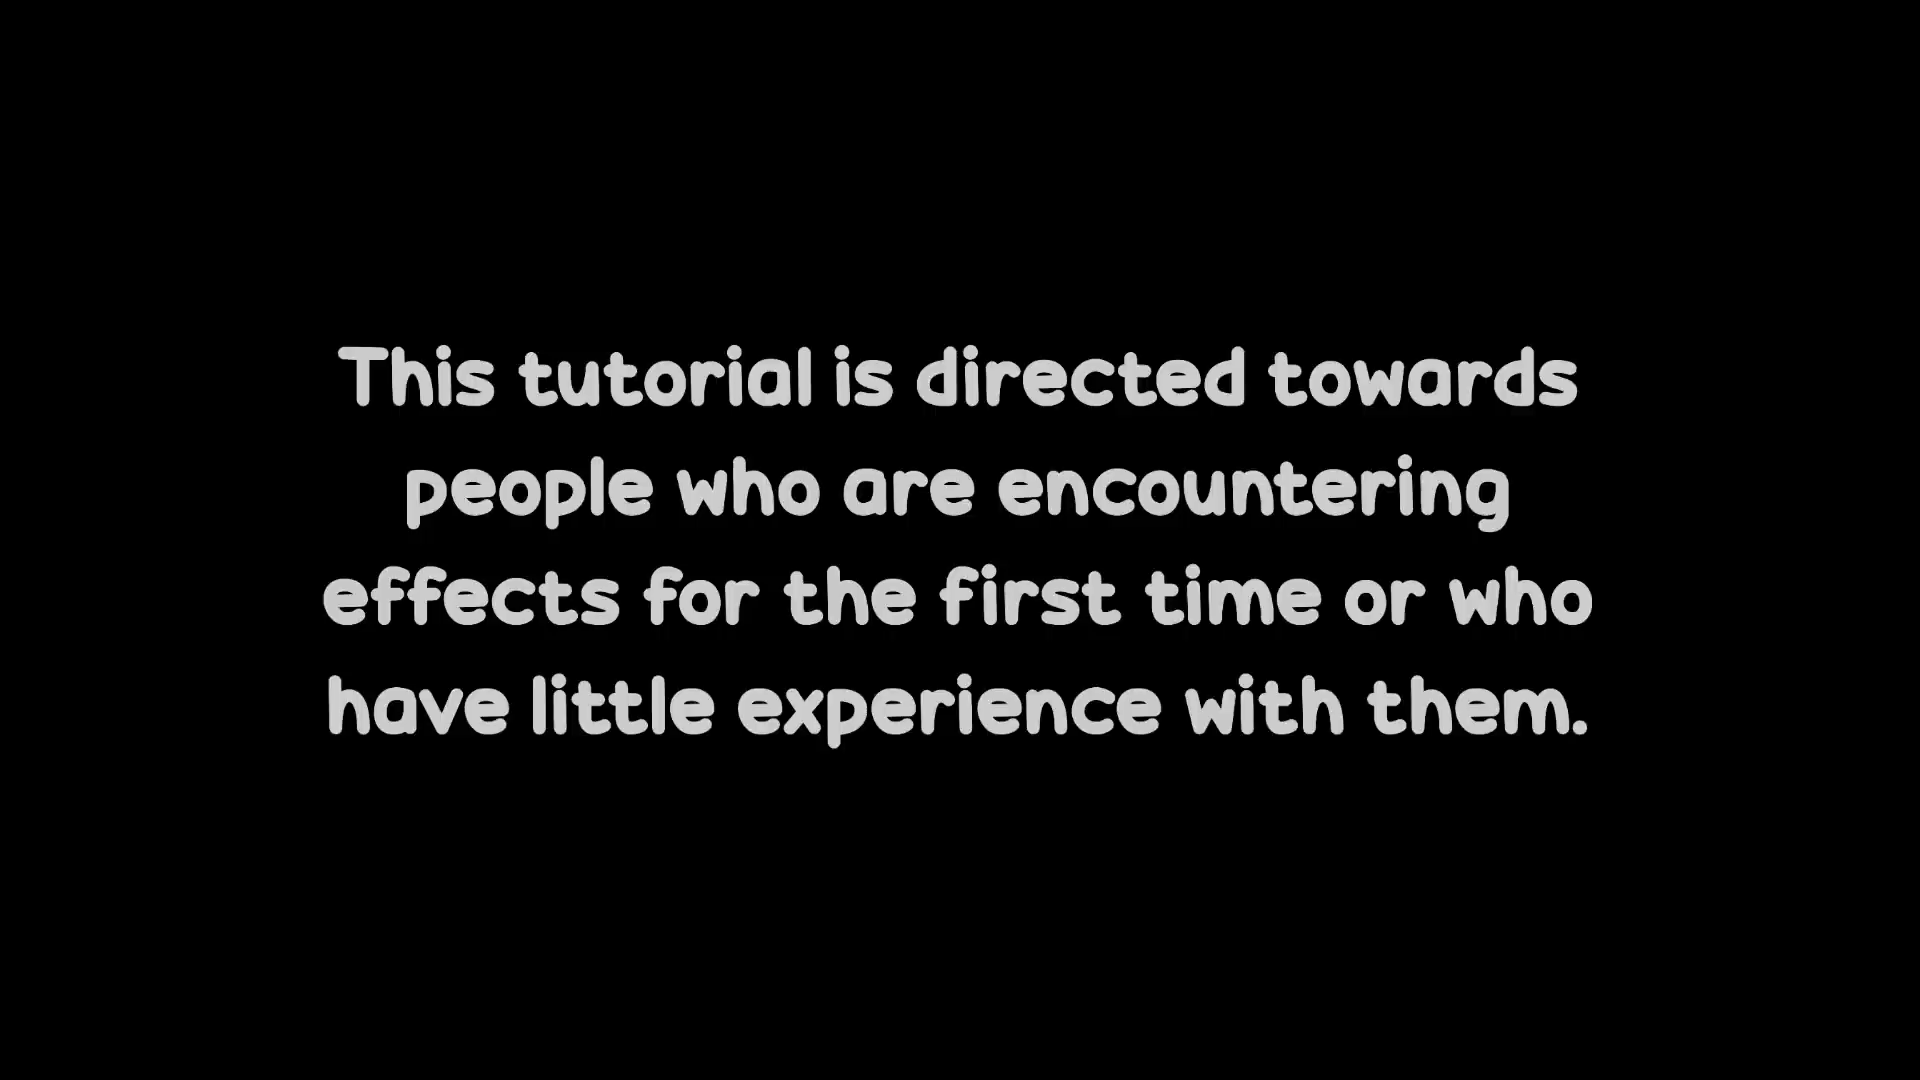 This tutorial is directed towards
people who are encountering
effects for the first time or who
have little experience with them.